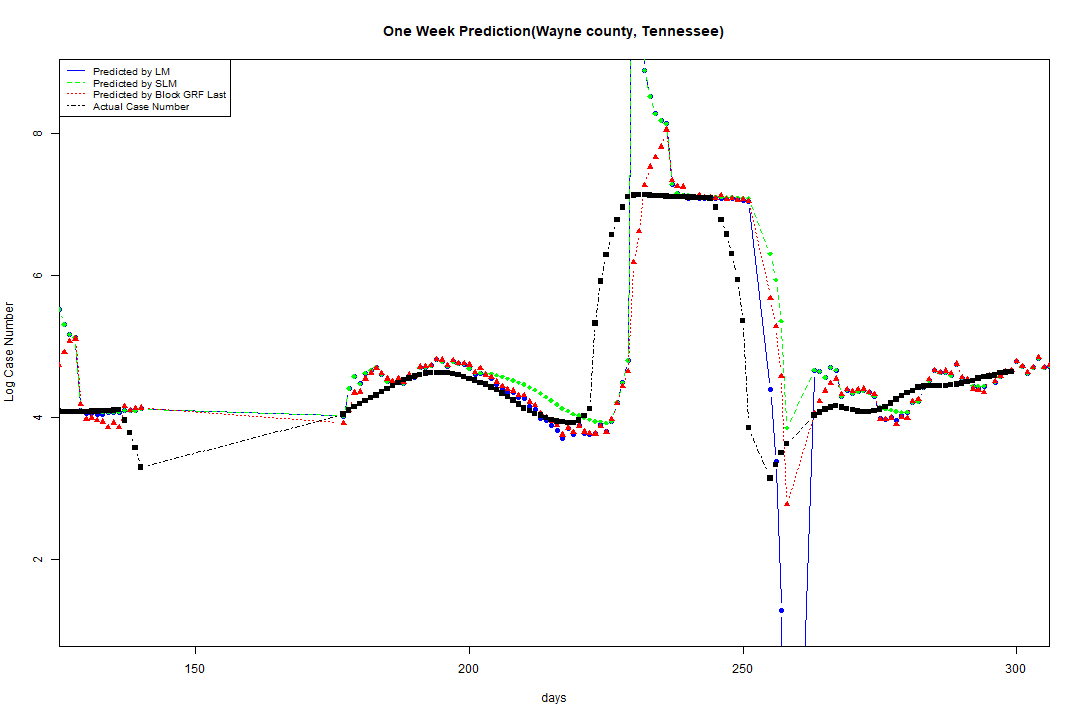 One Week Prediction(Wayne county, Tennessee)
Predicted by LM
Predicted by SLM
Predicted by Block GRF Last
Actual Case Number
8
6
4
2
Log Case Number
150
200
250
300
days